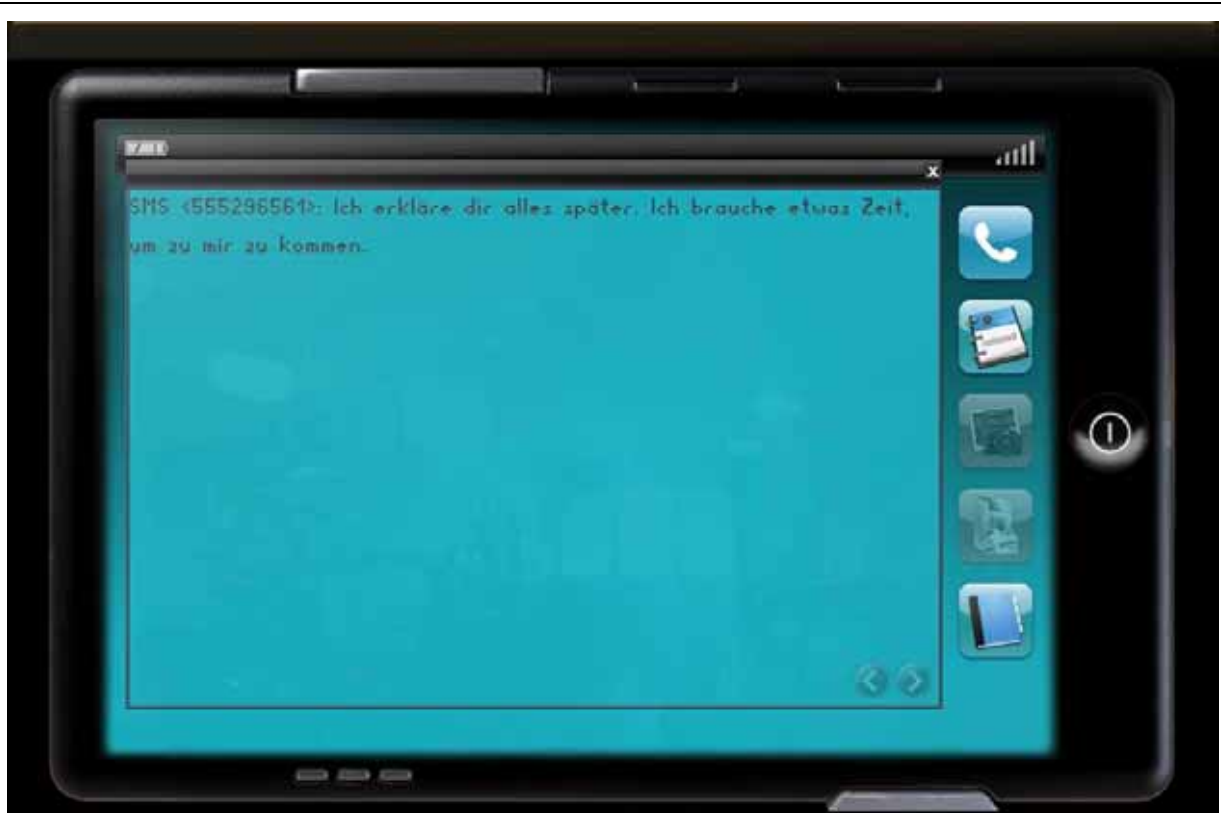 SMS <555296561>: Ich erkläre dir alles später. Ich brauche etwas Zeit,
um zu mir zu kommen.